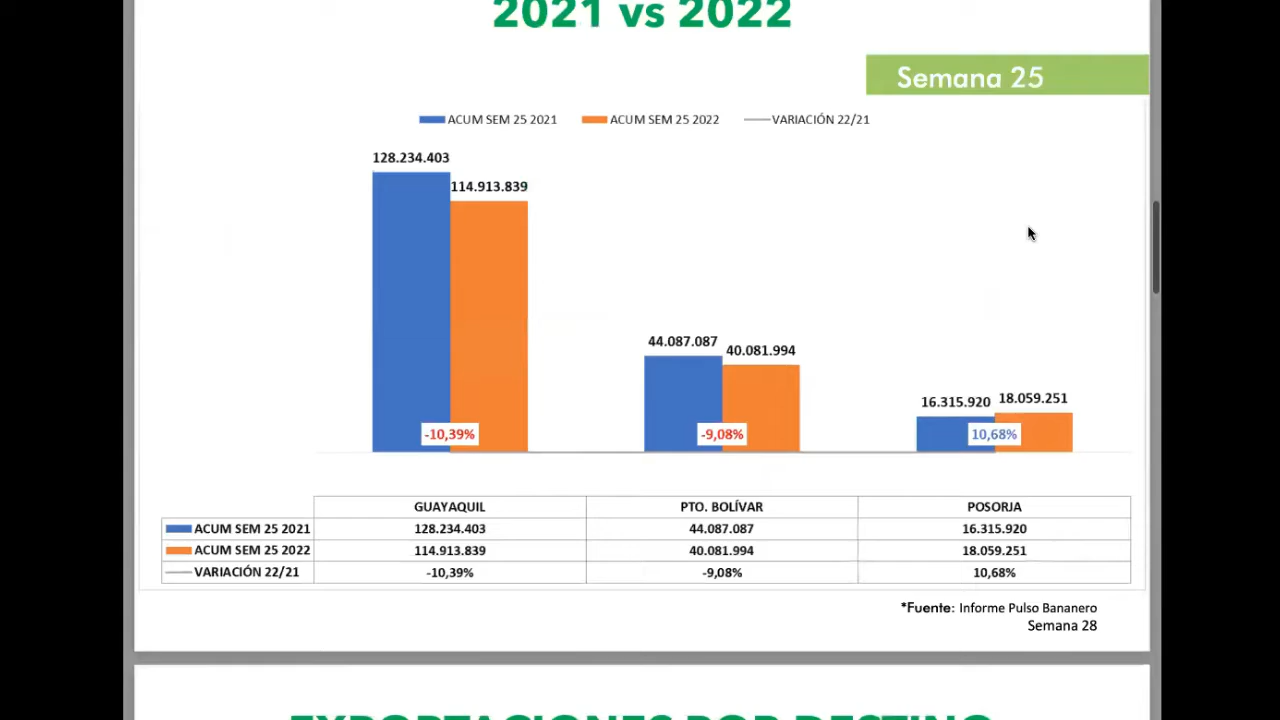 2021 vs 2022
Semana 25
ACUM SEM 25 2021 ACUM SEM 25 2022 VARIACIÓN 22/21
128.234.403
114.913.839
44.087.087
40.081.994
16.315.920
18.059.251
-10,39%
-9,08%
10,68%
GUAYAQUIL PTO. BOLÍVAR POSORJA
ACUM SEM 25 2021 128.234.403 44.087.087 16.315.920
ACUM SEM 25 2022 114.913.839 40.081.994 18.059.251
VARIACIÓN 22/21 -10,39% -9,08% 10,68%
*Fuente: Informe Pulso Bananero
Semana 28
EXPORTACIONES POR DESTINO